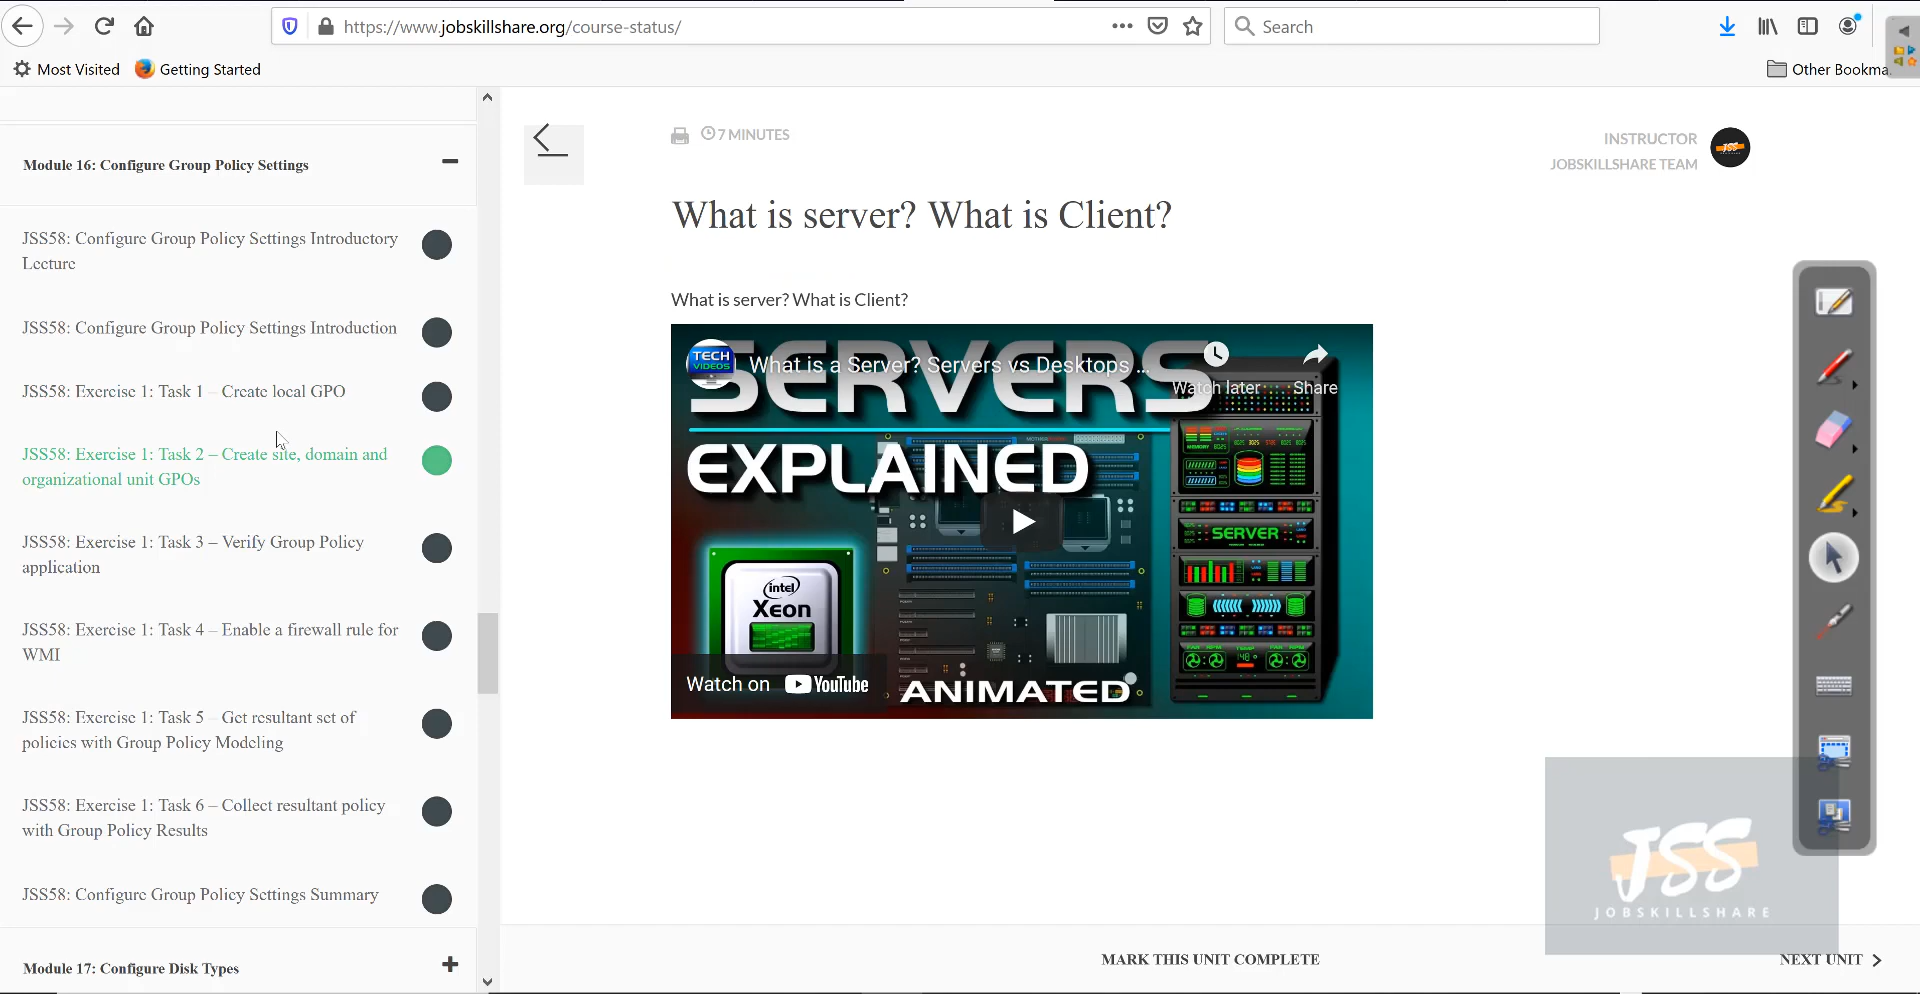 https://www.jobskillshare.org/course-status/
Search
Most Visited
Getting Started
Other Bookma
Module 16: Configure Group Policy Settings
JSS58: Configure Group Policy Settings Introductory
Lecture
JSS58: Configure Group Policy Settings Introduction
JSS58: Exercise 1: Task 1 – Create local GPO
JSS58: Exercise 1: Task 2 – Create site, domain and
organizational unit GPOs
JSS58: Exercise 1: Task 3 – Verify Group Policy
application
JSS58: Exercise 1: Task 4 – Enable a firewall rule for
WMI
JSS58: Exercise 1: Task 5 – Get resultant set of
policies with Group Policy Modeling
JSS58: Exercise 1: Task 6 – Collect resultant policy
with Group Policy Results
JSS58: Configure Group Policy Settings Summary
Module 17: Configure Disk Types
7 MINUTES
INSTRUCTOR
JOBSKILLSHARE TEAM
What is server? What is Client?
What is server? What is Client?
TECH
VIDEOS
What is a Server? Servers vs Desktops ...
Watch later
Share
SERVERS
EXPLAINED
SERVER
intel
Xeon
Watch on YouTube
ANIMATED
JSS
JOBSKILLSHARE
MARK THIS UNIT COMPLETE
NEXT UNIT